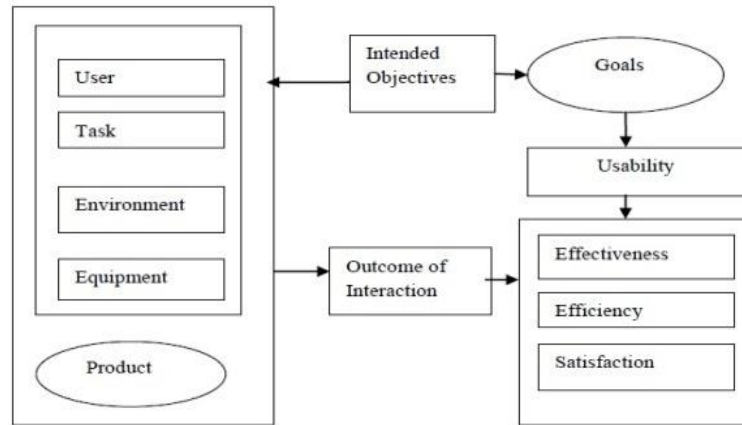 User
Task
Environment
Equipment
Product
Intended
Objectives
Outcome of
Interaction
Goals
Usability
Effectiveness
Efficiency
Satisfaction